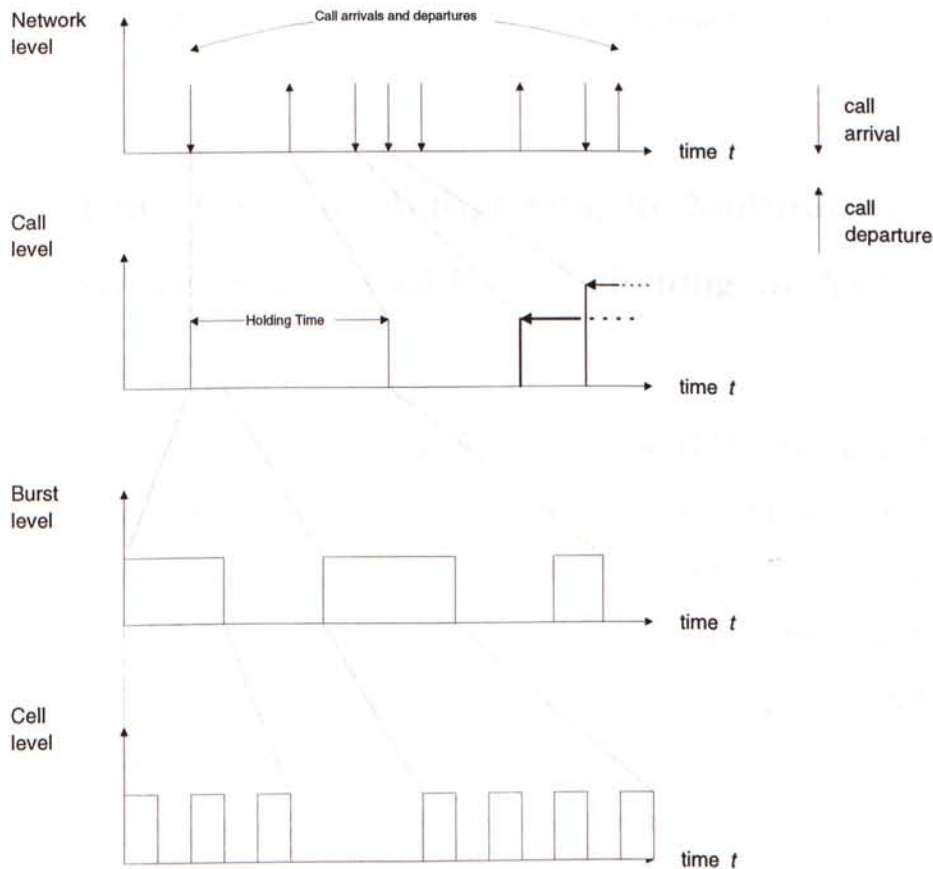 Call arrivals and departures
Network
level
time t
call
arrival
Call
level
call
departure
Holding Time
time t
Burst
level
time t
Cell
level
time t